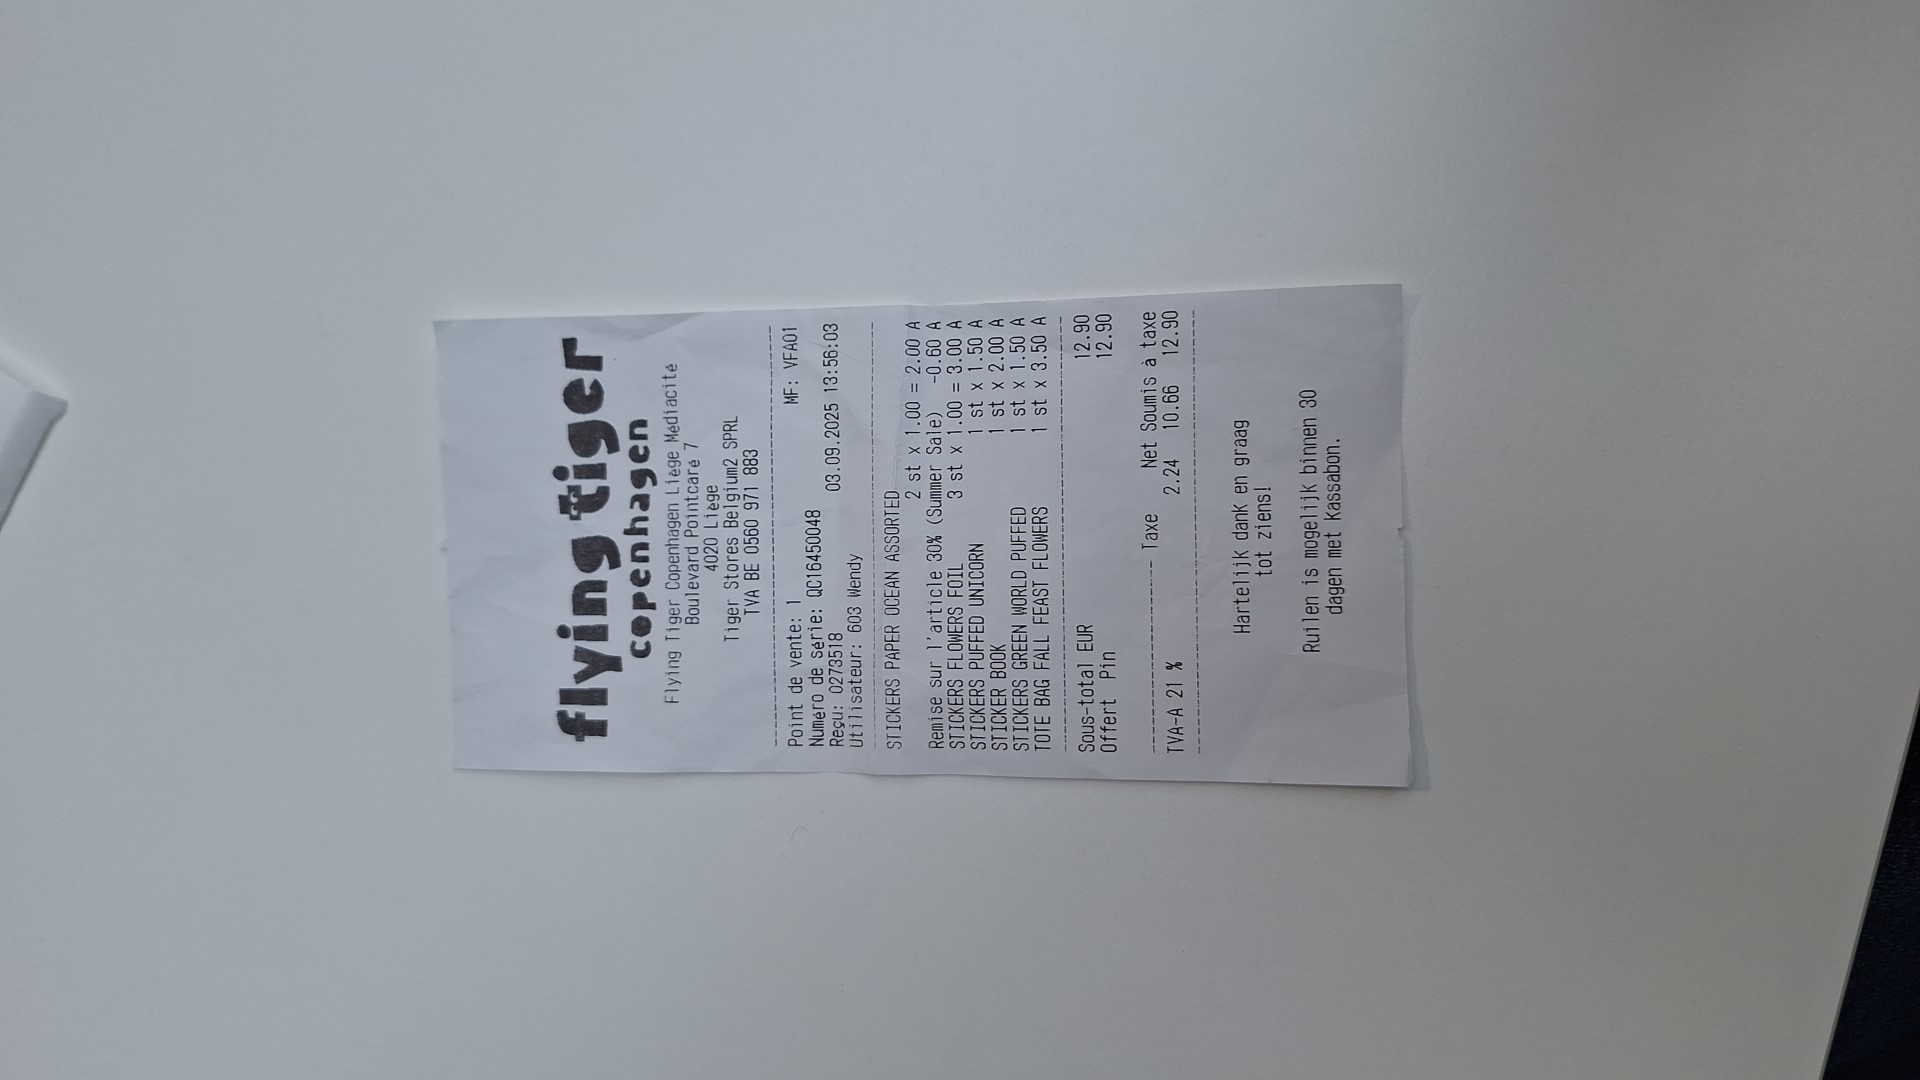 flying tiger
copenhagen
Flying Tiger Copenhagen Liège Médiacité
Boulevard Pointcarè 7
4020 Liège
Tiger Stores Belgium2 SPRL
TVA BE 0560 971 883
Point de vente: 1 MF: VFA01
Numéro de série: QC16450048
Reçu: 0273518 03.09.2025 13:56:03
Utilisateur: 603 Wendy
STICKERS PAPER OCEAN ASSORTED
2 st x 1.00 = 2.00 A
Remise sur l'article 30% (Summer Sale) -0.60 A
STICKERS FLOWERS FOIL 3 st x 1.00 = 3.00 A
STICKERS PUFFED UNICORN 1 st x 1.50 A
STICKER BOOK 1 st x 2.00 A
STICKERS GREEN WORLD PUFFED 1 st x 1.50 A
TOTE BAG FALL FEAST FLOWERS 1 st x 3.50 A
Sous-total EUR 12.90
Offert Pin 12.90
Taxe Net Soumis à taxe
TVA-A 21 % 2.24 10.66 12.90
Hartelijk dank en graag
tot ziens!
Ruilen is mogelijk binnen 30
dagen met kassabon.